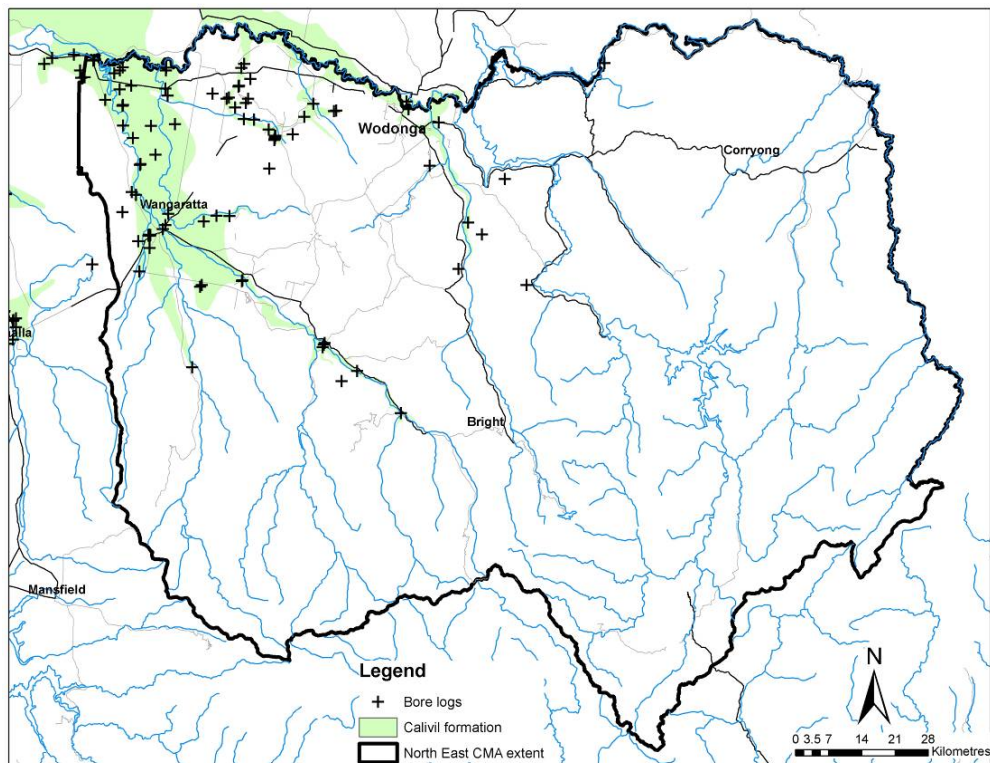 Wodonga
Corryong
Wangaratta
alla
Bright
Mansfield
Legend
Bore logs
Calivil formation
North East CMA extent
N
0 3.5 7 14 21 28
Kilometres